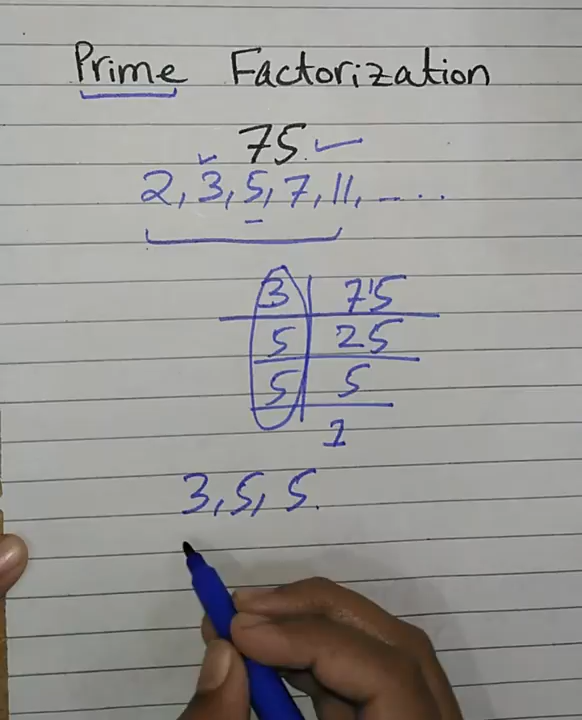 Prime Factorization
75
2, 3, 5, 7, 11, ....
3 | 75
5 | 25
5 | 5
1
3, 5, 5.